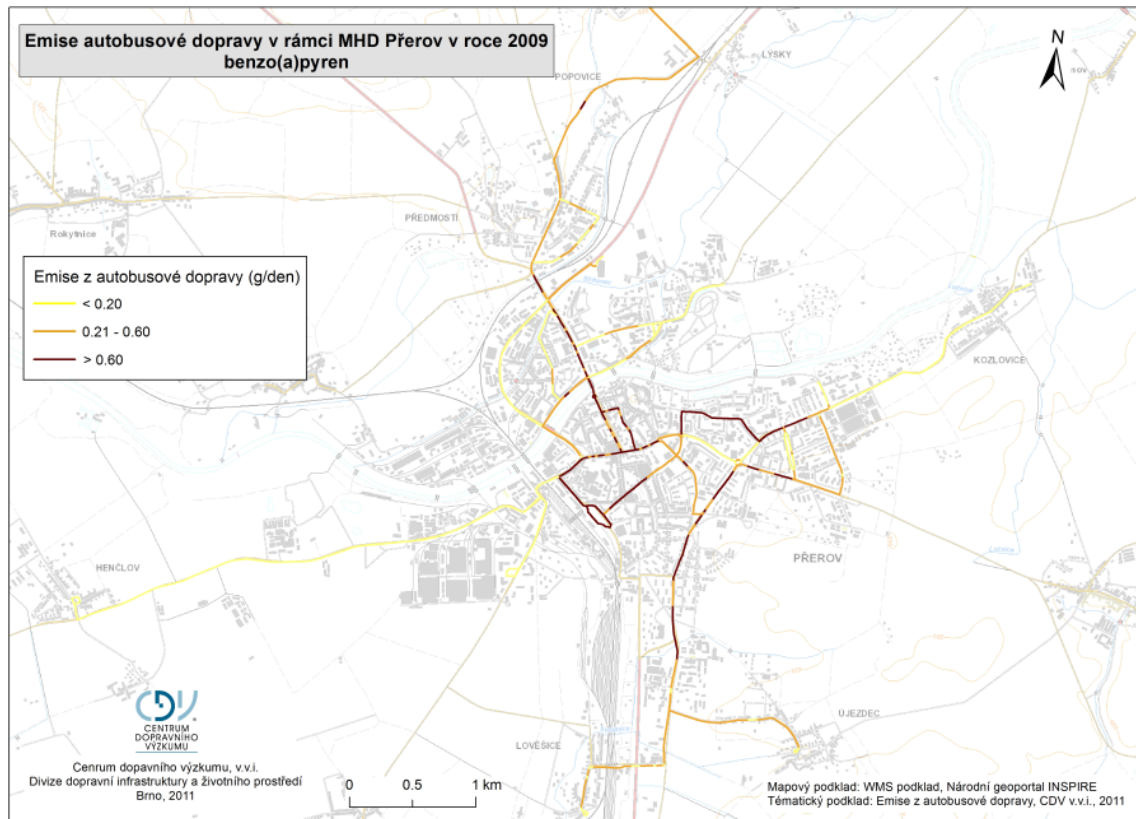 Emise autobusové dopravy v rámci MHD Přerov v roce 2009
benzo(a)pyren
N
LÝSKY
POPOVICE
PŘEDMOSTÍ
Rokytnice
Emise z autobusové dopravy (g/den)
< 0.20
0.21 - 0.60
> 0.60
KOZLOVICE
PŘEROV
HENČLOV
ÚJEZDEC
LOVĚŠICE
CDV
CENTRUM
DOPRAVNÍHO
VÝZKUMU
Cenrum dopavního výzkumu, v.v.i.
Divize dopravní infrastruktury a životního prostředí
Brno, 2011
0 0.5 1 km
Mapový podklad: WMS podklad, Národní geoportal INSPIRE
Tématický podklad: Emise z autobusové dopravy, CDV v.v.i., 2011